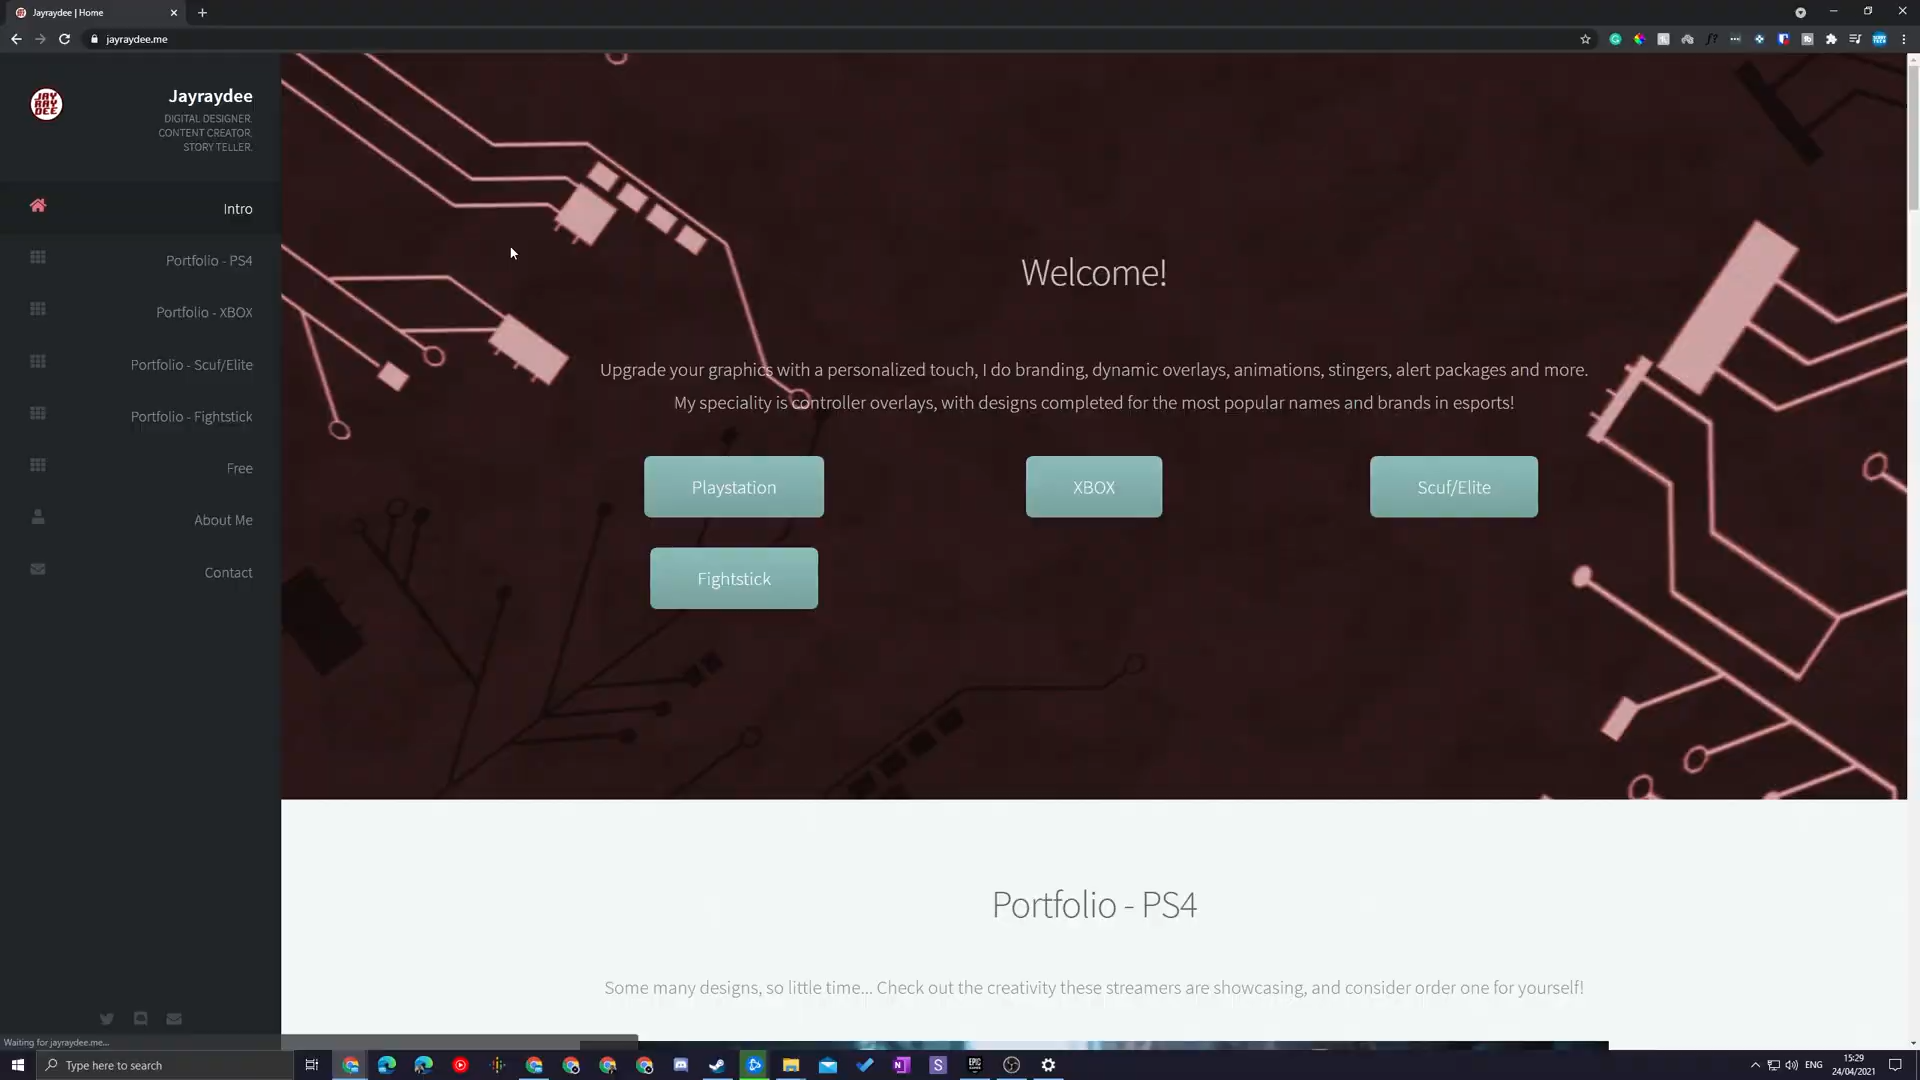 Jayraydee | Home
jayraydee.me
JAY
RAY
DEE
Jayraydee
DIGITAL DESIGNER.
CONTENT CREATOR.
STORY TELLER.
Intro
Portfolio - PS4
Portfolio - XBOX
Portfolio - Scuf/Elite
Portfolio - Fightstick
Free
About Me
Contact
Welcome!
Upgrade your graphics with a personalized touch, I do branding, dynamic overlays, animations, stingers, alert packages and more.
My speciality is controller overlays, with designs completed for the most popular names and brands in esports!
Playstation
XBOX
Scuf/Elite
Fightstick
Portfolio - PS4
Some many designs, so little time... Check out the creativity these streamers are showcasing, and consider order one for yourself!
Waiting for jayraydee.me...
Type here to search
ENG
15:29
24/04/2021